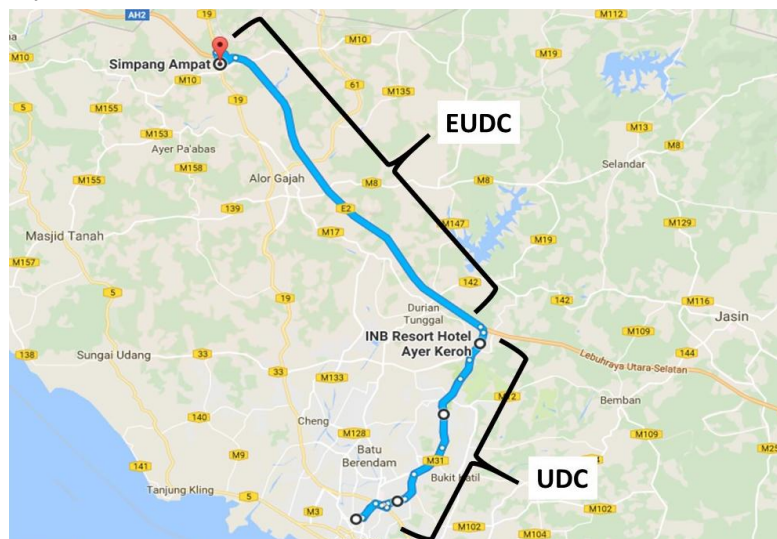 AH2
19
M112
M10
Simpang Ampat
M10
M10
M19
19
61
M135
EUDC
M155
M13
M153
M8
Ayer Pa'abas
M158
Selandar
M155
Alor Gajah
M8
M8
139
E2
M147
M129
Masjid Tanah
M17
M19
M157
5
142
19
Durian
Tunggal
142
M116
Jasin
INB Resort Hotel
Ayer Keroh
M109
138
Sungai Udang
33
33
Lebuhraya Utara-Selatan
144
M133
Bemban
140
Cheng
M128
M109
M9
Batu
Berendam
M31
141
Tanjung Kling
5
UDC
M3
M102
M104
M102